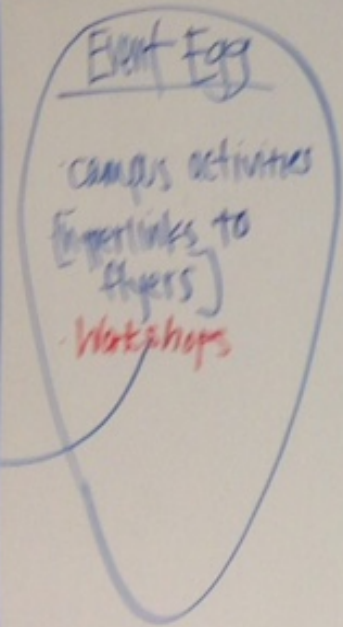 Event Egg
· campus activities
[hyperlinks to
flyers]
· Workshops